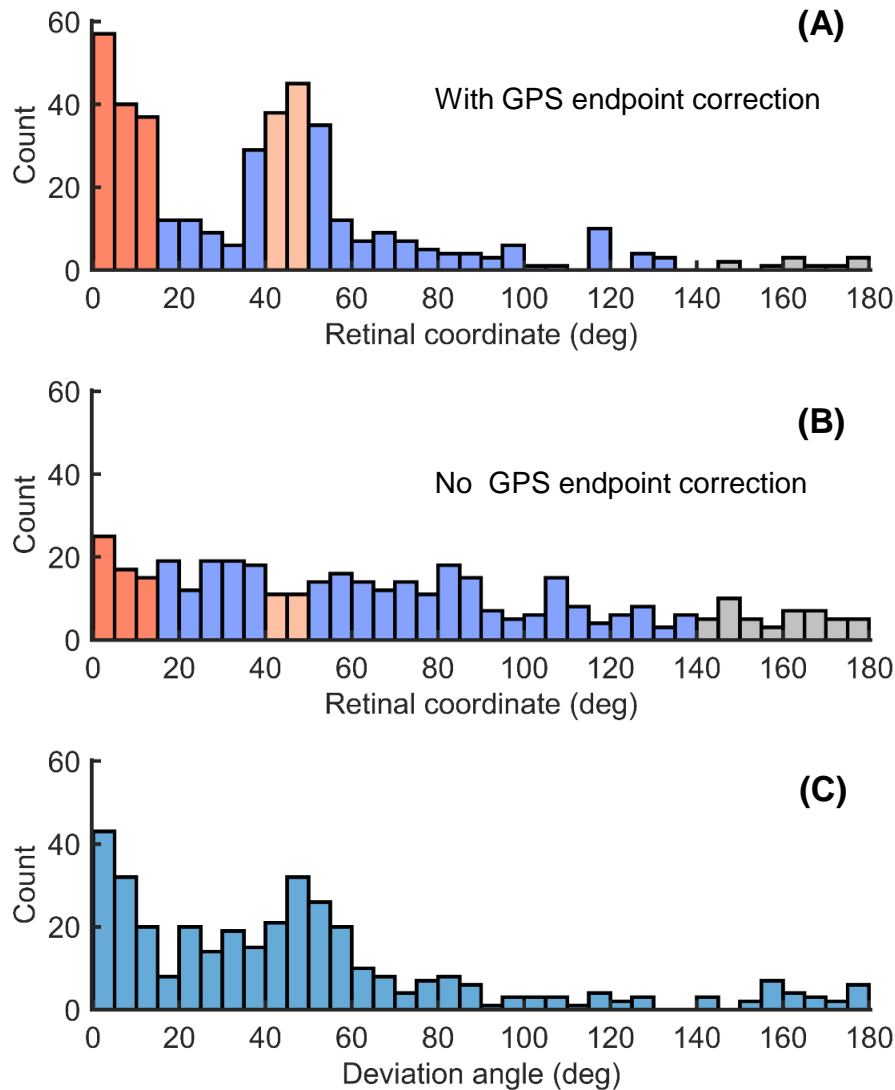 (A)
With GPS endpoint correction
Count
60
40
20
0
0 20 40 60 80 100 120 140 160 180
Retinal coordinate (deg)
(B)
No GPS endpoint correction
Count
60
40
20
0
0 20 40 60 80 100 120 140 160 180
Retinal coordinate (deg)
(C)
Count
60
40
20
0
0 20 40 60 80 100 120 140 160 180
Deviation angle (deg)